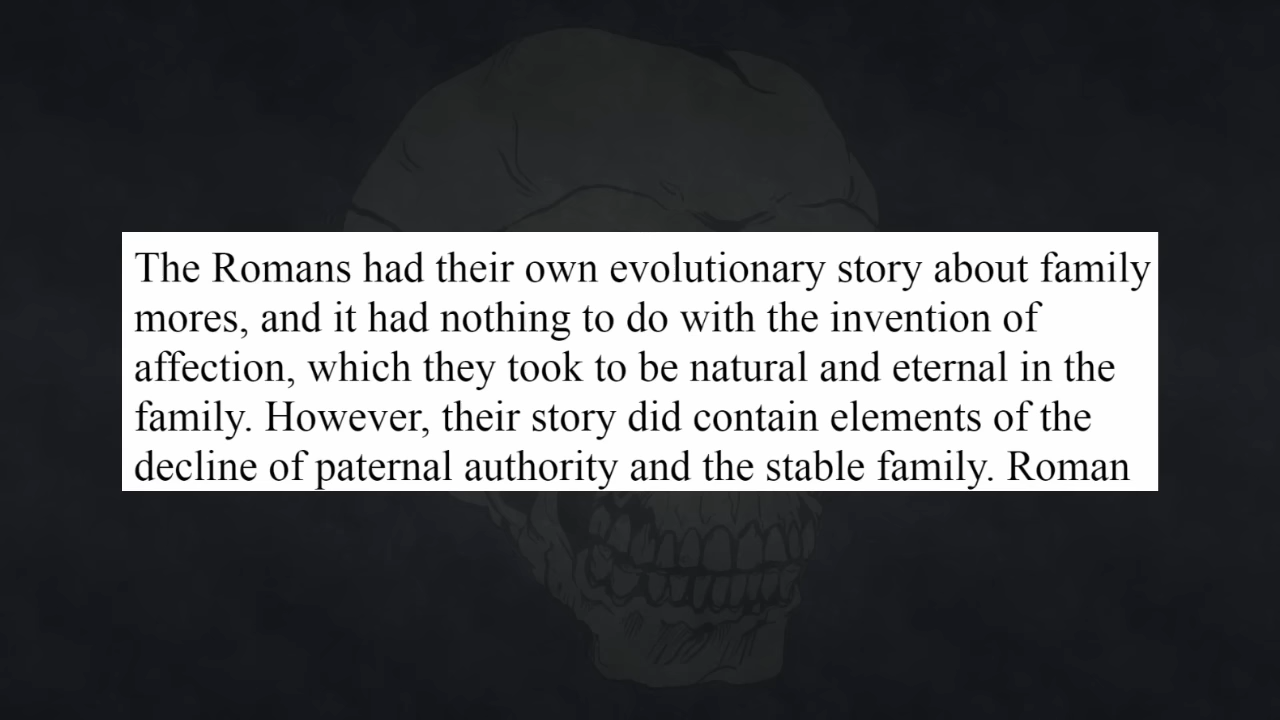 The Romans had their own evolutionary story about family
mores, and it had nothing to do with the invention of
affection, which they took to be natural and eternal in the
family. However, their story did contain elements of the
decline of paternal authority and the stable family. Roman